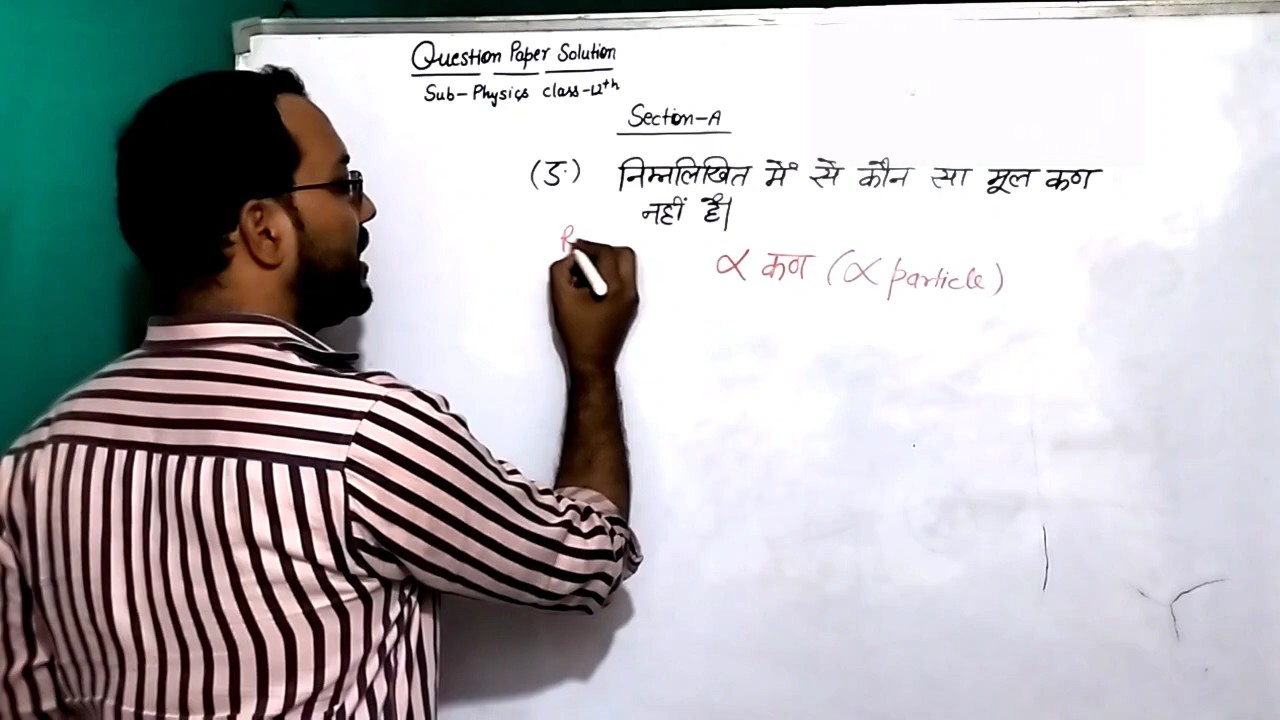 Question Paper Solution
Sub-Physics class-12th
Section-A
(ङ) निम्नलिखित में से कौन सा मूल कण
नहीं है।
R
α कण (α particle)